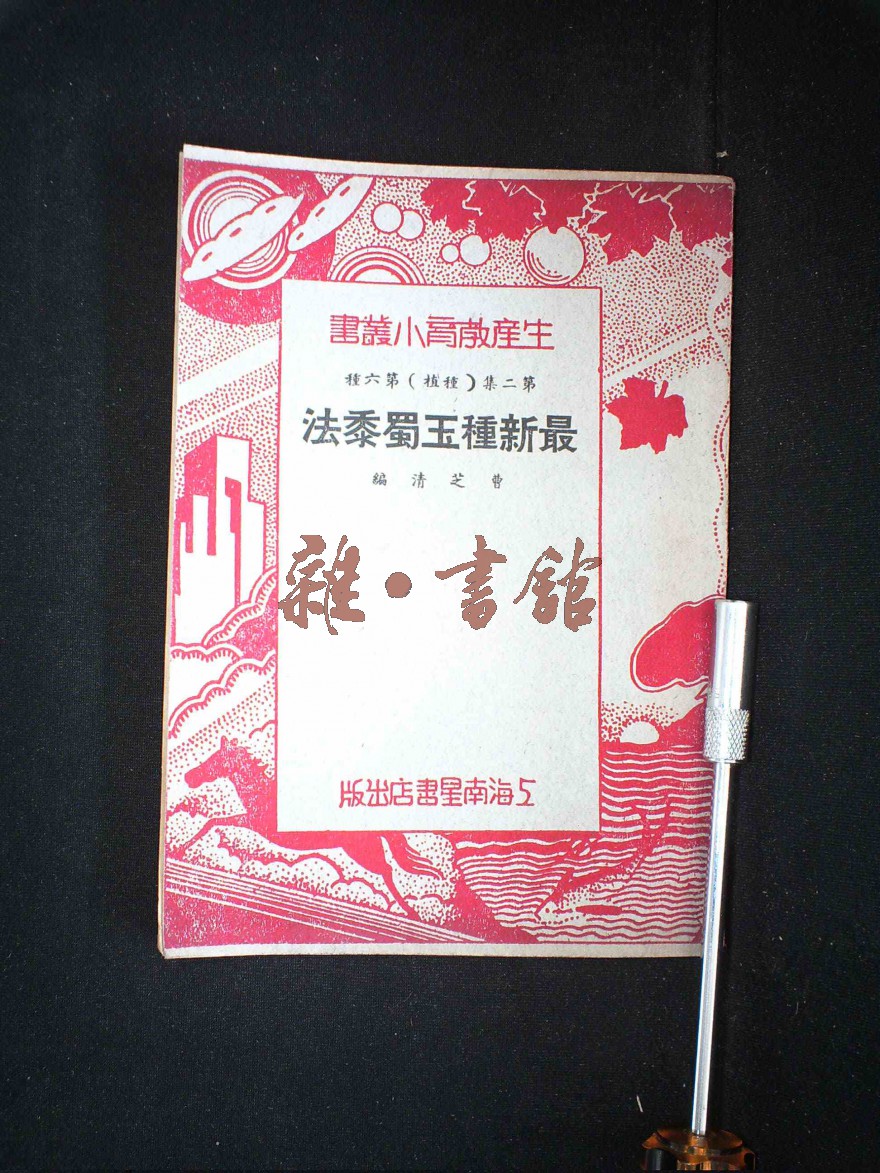 生產教育小叢書
第二集（種植）第六種
最新種玉蜀黍法
曹芝清編
雜·書館
上海南星書店出版